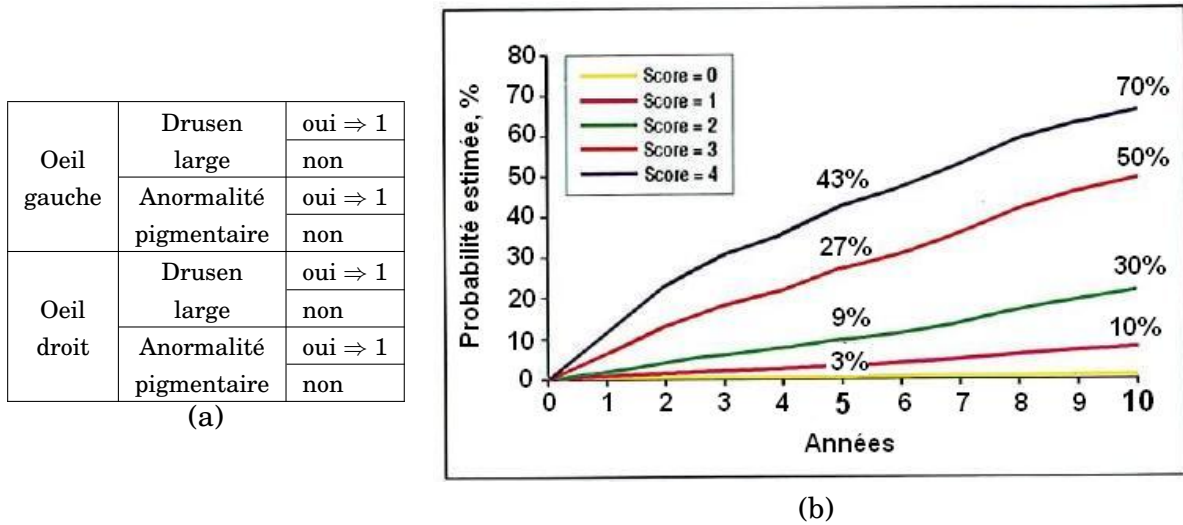 Oeil gauche
Drusen large
oui ⇒ 1
non
Anormalité pigmentaire
oui ⇒ 1
non
Oeil droit
Drusen large
oui ⇒ 1
non
Anormalité pigmentaire
oui ⇒ 1
non
(a)
Probabilité estimée, %
80
70
60
50
40
30
20
10
0
Score = 0
Score = 1
Score = 2
Score = 3
Score = 4
70%
50%
43%
27%
30%
9%
10%
3%
0 1 2 3 4 5 6 7 8 9 10
Années
(b)